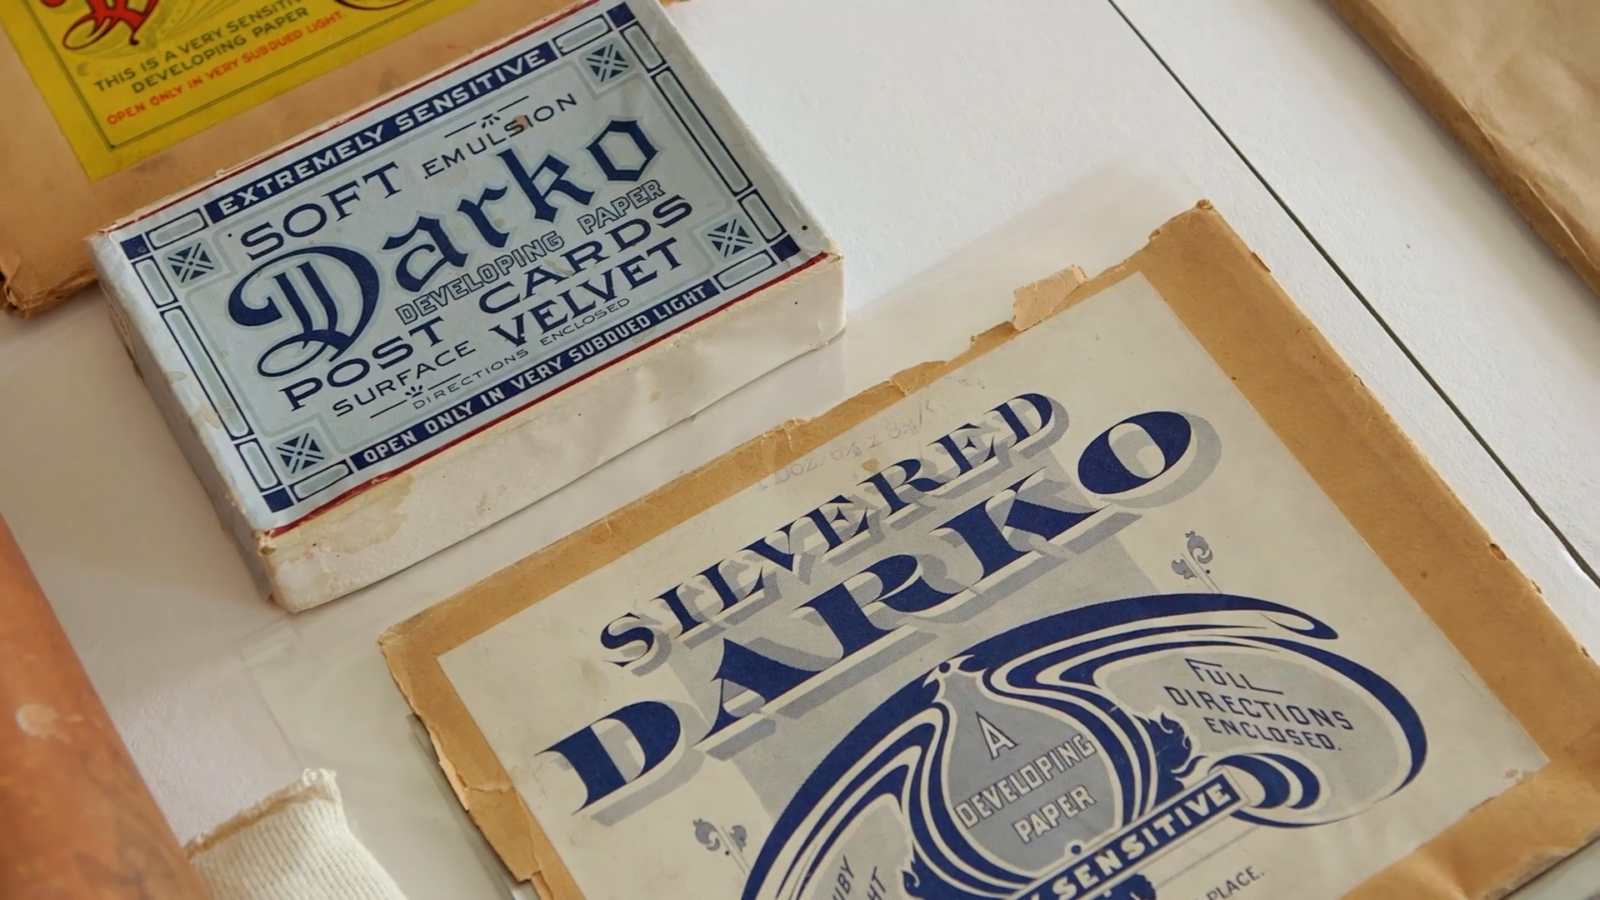 THIS IS A VERY SENSITIVE
DEVELOPING PAPER
OPEN ONLY IN VERY SUBDUED LIGHT.
EXTREMELY SENSITIVE
SOFT EMULSION
Darko
DEVELOPING PAPER
POST CARDS
SURFACE VELVET
DIRECTIONS ENCLOSED
OPEN ONLY IN VERY SUBDUED LIGHT
SILVERED
DARKO
A
DEVELOPING
PAPER
FULL
DIRECTIONS
ENCLOSED.
SENSITIVE
PLACE.